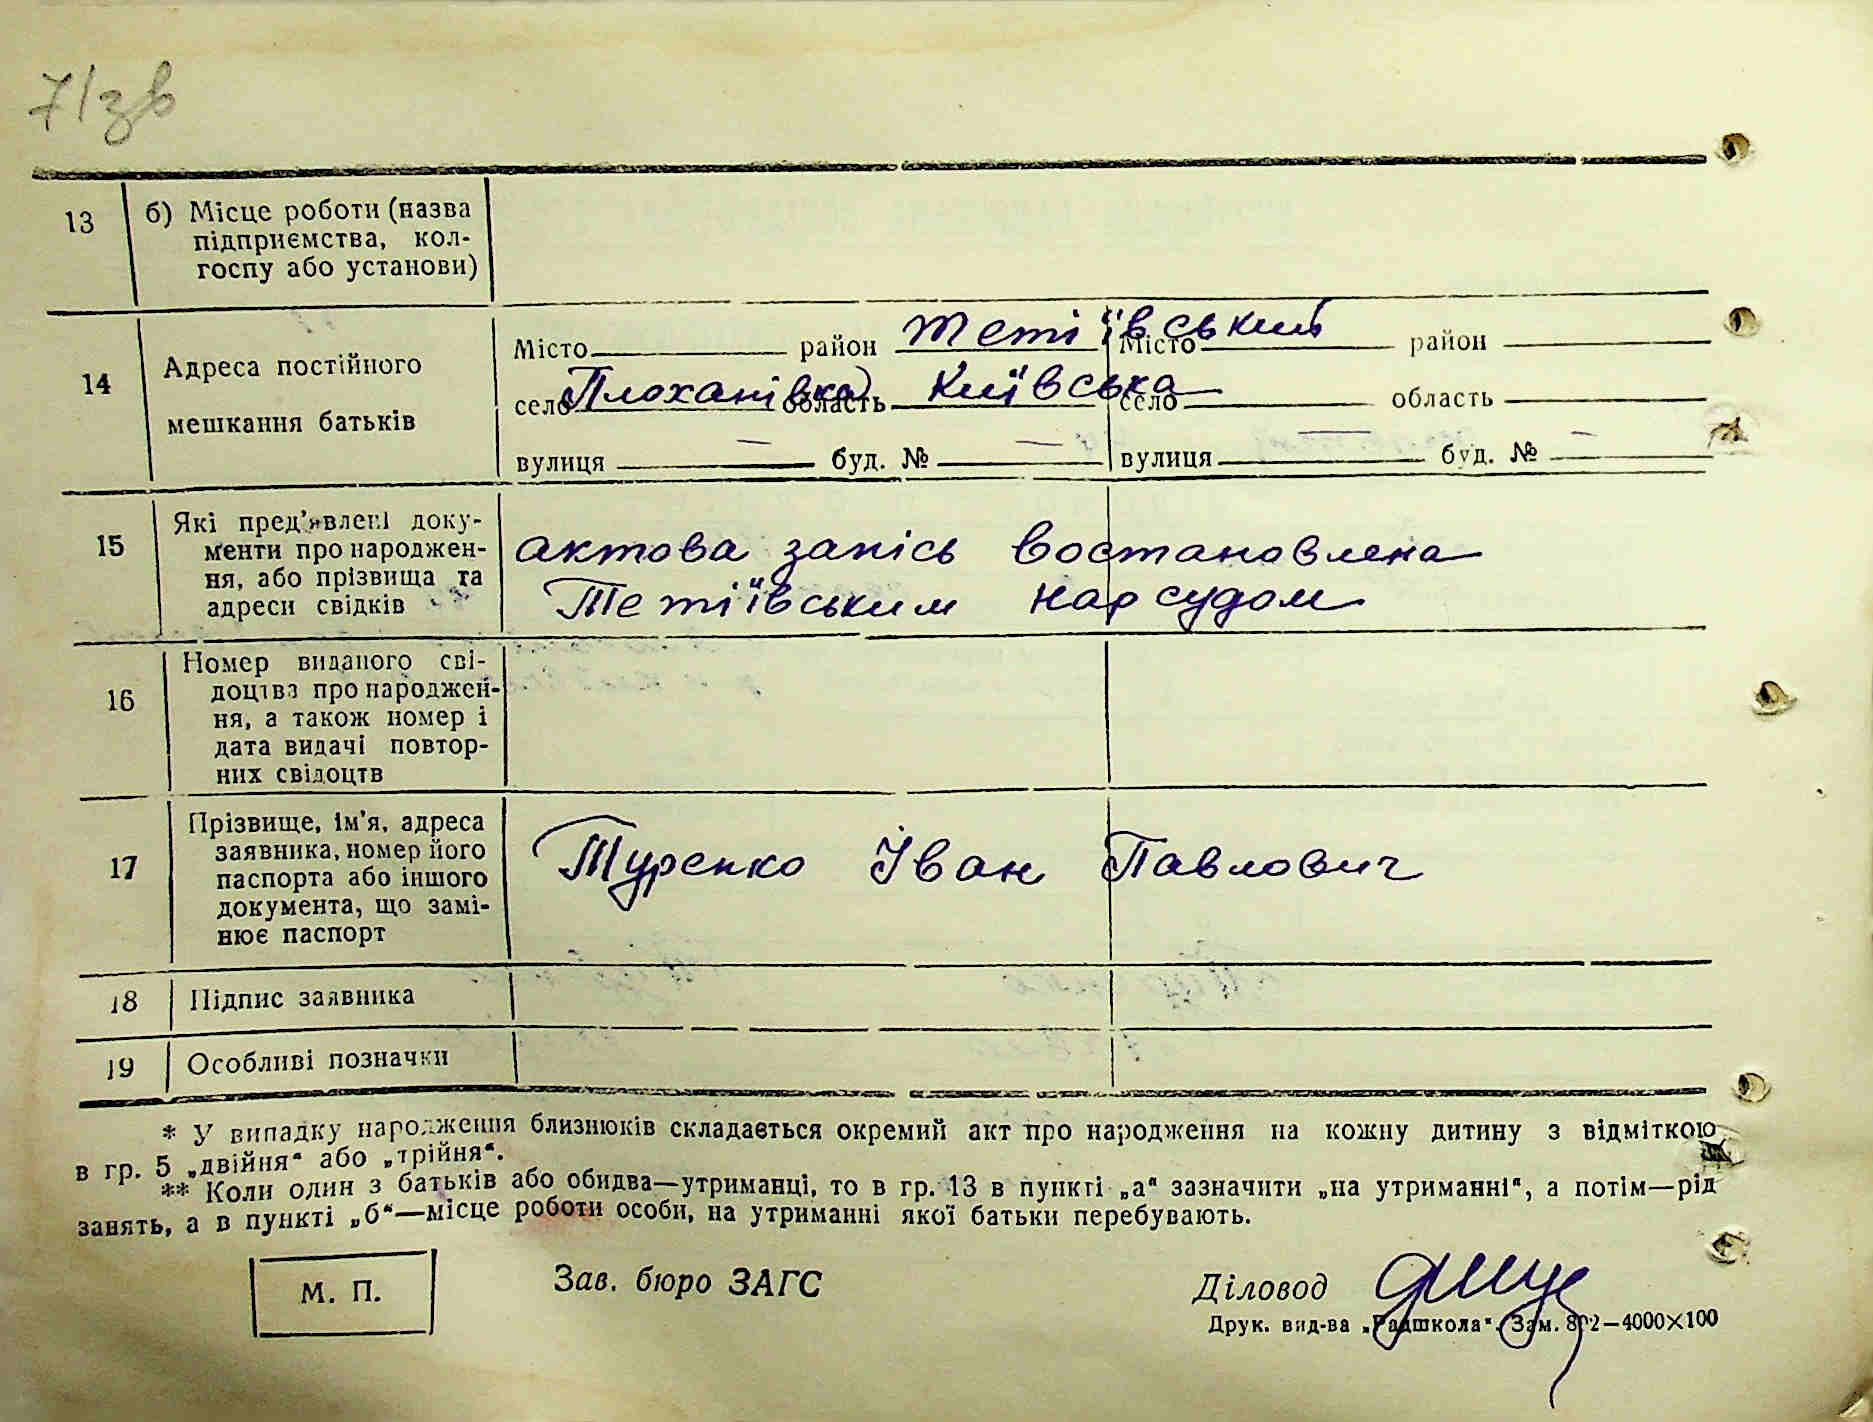 7/зв
13 б) Місце роботи (назва
підприємства, кол-
госпу або установи)
14 Адреса постійного
мешкання батьків
Місто район Тетіївський Місто район
село Плоханівка область Київська село область
вулиця — буд. № — вулиця — буд. № —
15 Які пред’явлені доку-
менти про народжен-
ня, або прізвища та
адреси свідків
актова запісь востановлена
Тетіївським нарсудом
16 Номер виданого сві-
доцтва про народжен-
ня, а також номер і
дата видачі повтор-
них свідоцтв
17 Прізвище, ім’я, адреса
заявника, номер його
паспорта або іншого
документа, що замі-
нює паспорт
Туренко Іван Павлович
18 Підпис заявника
19 Особливі позначки
* У випадку народження близнюків складається окремий акт про народження на кожну дитину з відміткою
в гр. 5 „двійня“ або „трійня“.
** Коли один з батьків або обидва—утриманці, то в гр. 13 в пункті „а“ зазначити „на утриманні“, а потім—рід
занять, а в пункті „б“—місце роботи особи, на утриманні якої батьки перебувають.
М. П. Зав. бюро ЗАГС Діловод
Друк. вид-ва „Радшкола“. Зам. 802—4000×100